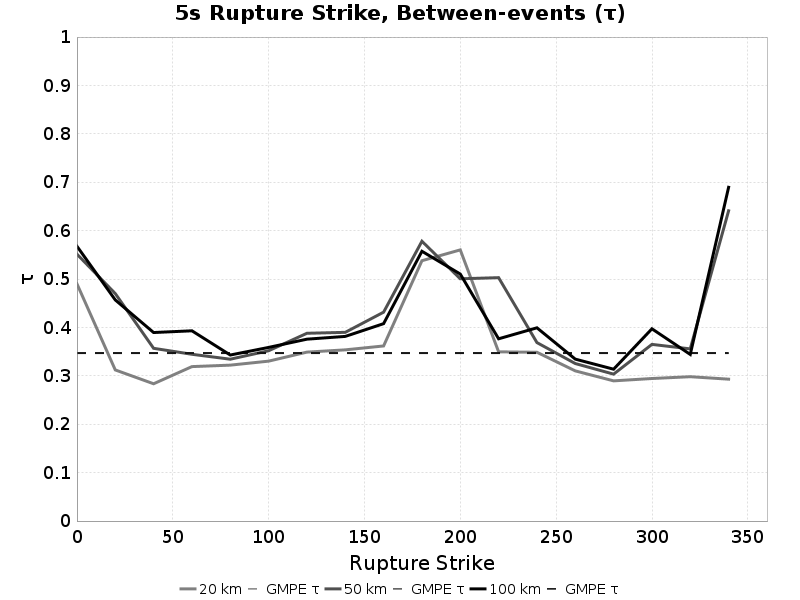 5s Rupture Strike, Between-events (τ)
1
0.9
0.8
0.7
0.6
0.5
0.4
0.3
0.2
0.1
0
τ
0 50 100 150 200 250 300 350
Rupture Strike
20 km GMPE τ 50 km GMPE τ 100 km GMPE τ